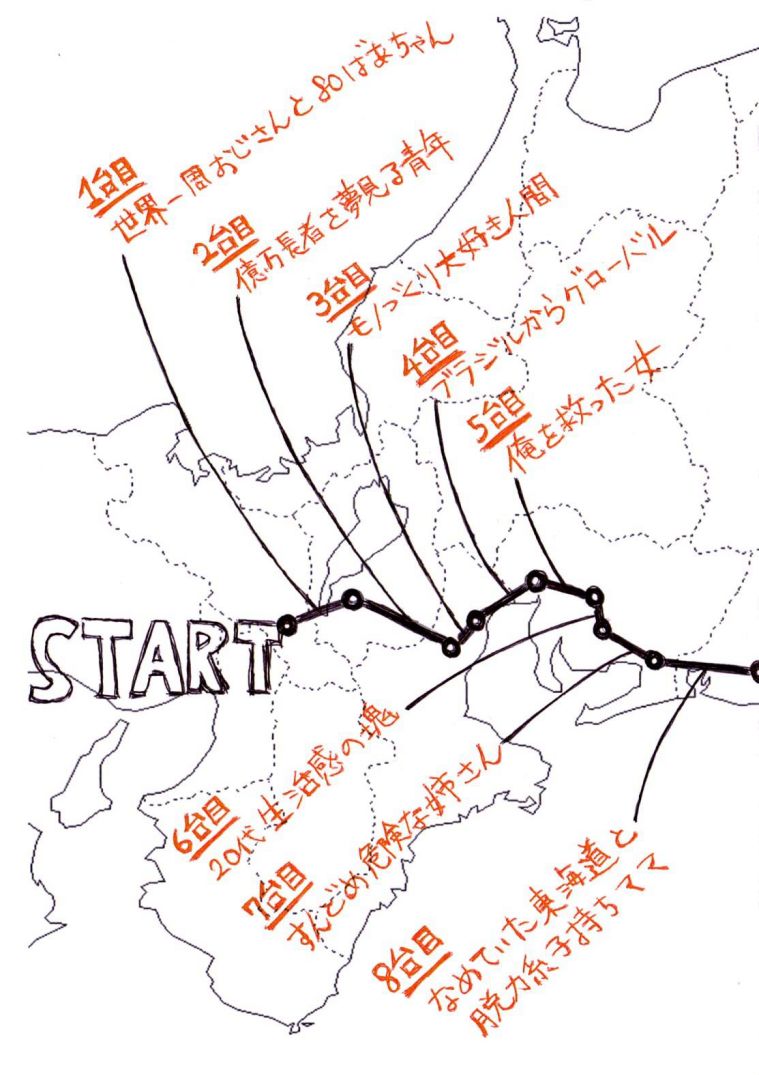 1台目
世界一周おじさんと80ばあちゃん
2台目
億万長者を夢見る青年
3台目
モノづくり大好き人間
4台目
ブラジルからグローバル
5台目
俺を救った女
START
6台目
20代生活感の塊
7台目
すんどめ危険な姉さん
8台目
なめていた東海道と
脱力系子持ちママ